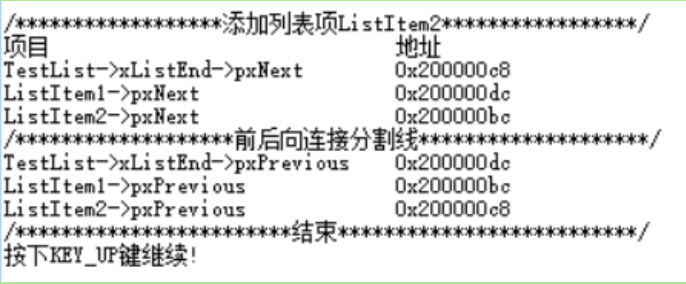 /******************添加列表项ListItem2*****************/
项目 地址
TestList->xListEnd->pxNext 0x200000c8
ListItem1->pxNext 0x200000dc
ListItem2->pxNext 0x200000bc
/*******************前后向连接分割线********************/
TestList->xListEnd->pxPrevious 0x200000dc
ListItem1->pxPrevious 0x200000bc
ListItem2->pxPrevious 0x200000c8
/************************结束**************************/
按下KEY_UP键继续!